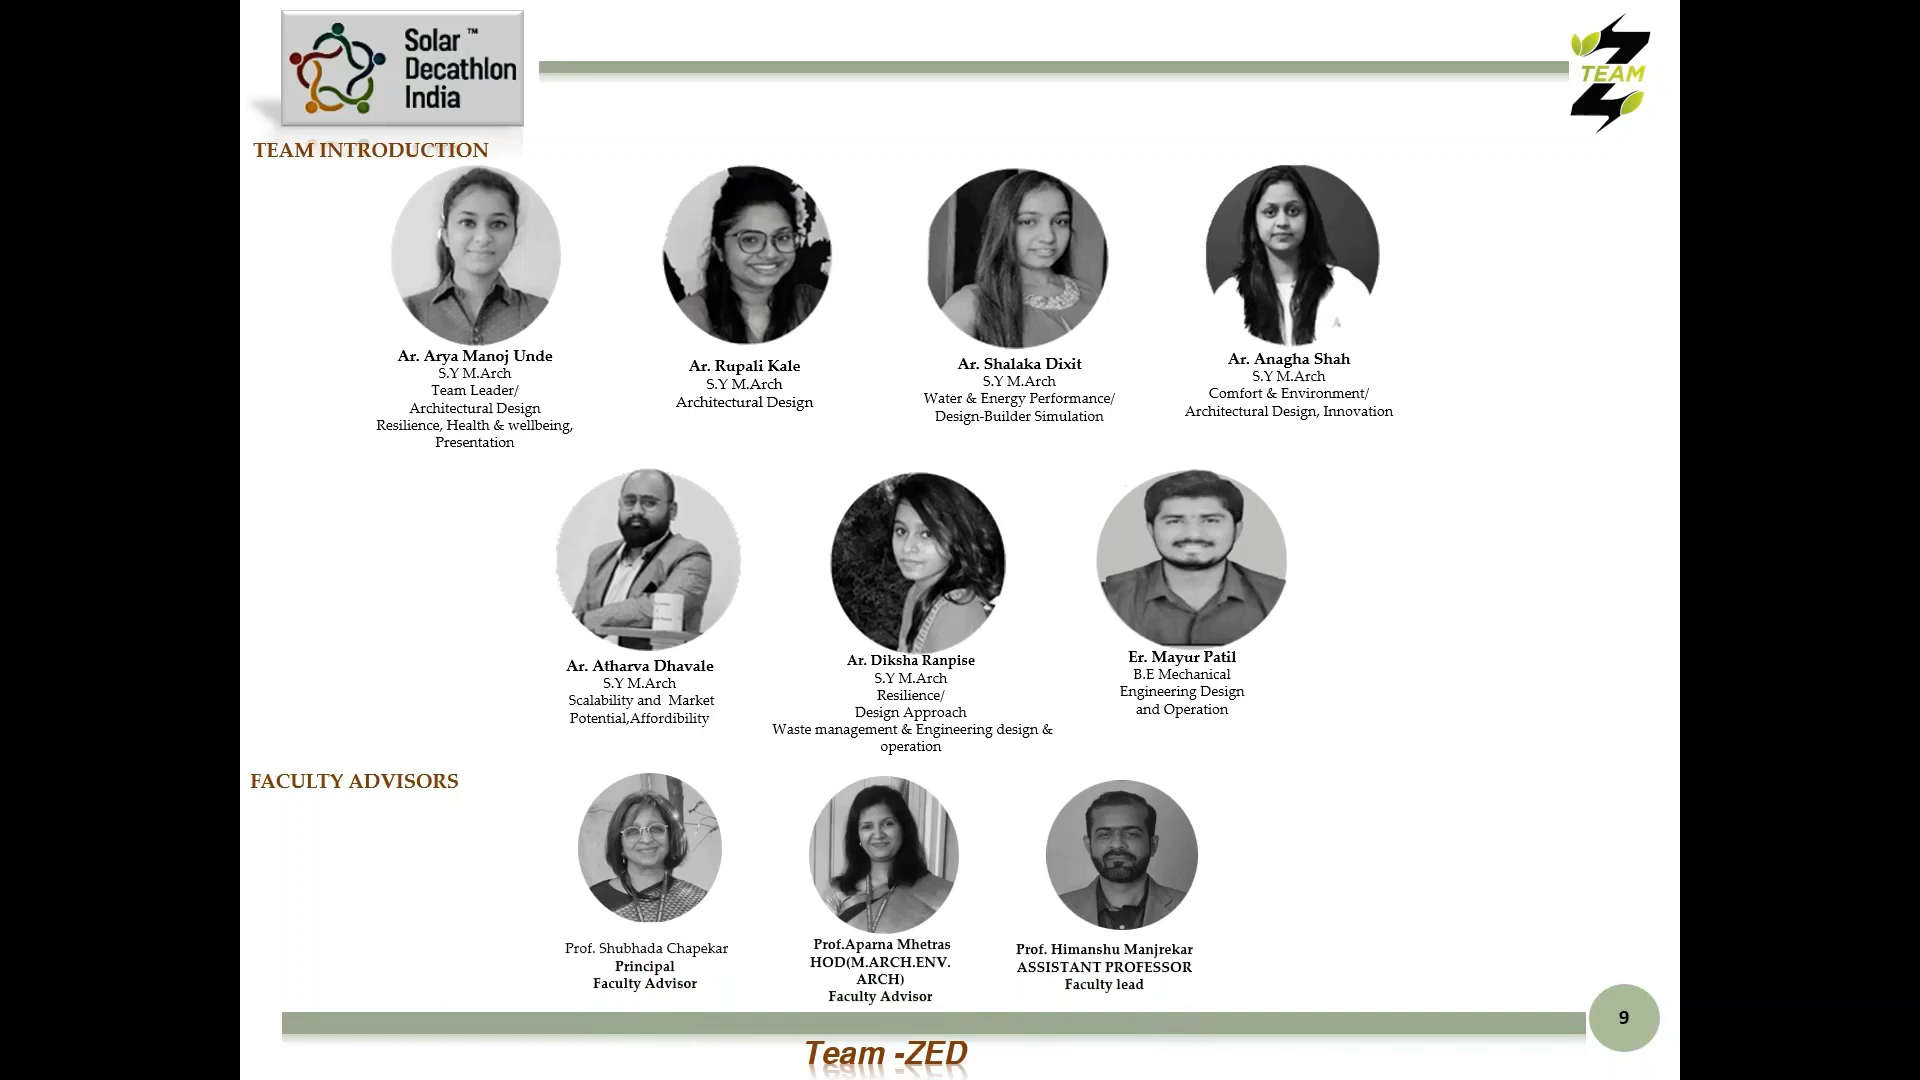 Solar ™
Decathlon
India
TEAM
TEAM INTRODUCTION
Ar. Arya Manoj Unde
S.Y M.Arch
Team Leader/
Architectural Design
Resilience, Health & wellbeing,
Presentation
Ar. Rupali Kale
S.Y M.Arch
Architectural Design
Ar. Shalaka Dixit
S.Y M.Arch
Water & Energy Performance/
Design-Builder Simulation
Ar. Anagha Shah
S.Y M.Arch
Comfort & Environment/
Architectural Design, Innovation
Ar. Atharva Dhavale
S.Y M.Arch
Scalability and  Market
Potential,Affordibility
Ar. Diksha Ranpise
S.Y M.Arch
Resilience/
Design Approach
Waste management & Engineering design &
operation
Er. Mayur Patil
B.E Mechanical
Engineering Design
and Operation
FACULTY ADVISORS
Prof. Shubhada Chapekar
Principal
Faculty Advisor
Prof.Aparna Mhetras
HOD(M.ARCH.ENV.
ARCH)
Faculty Advisor
Prof. Himanshu Manjrekar
ASSISTANT PROFESSOR
Faculty lead
9
Team -ZED